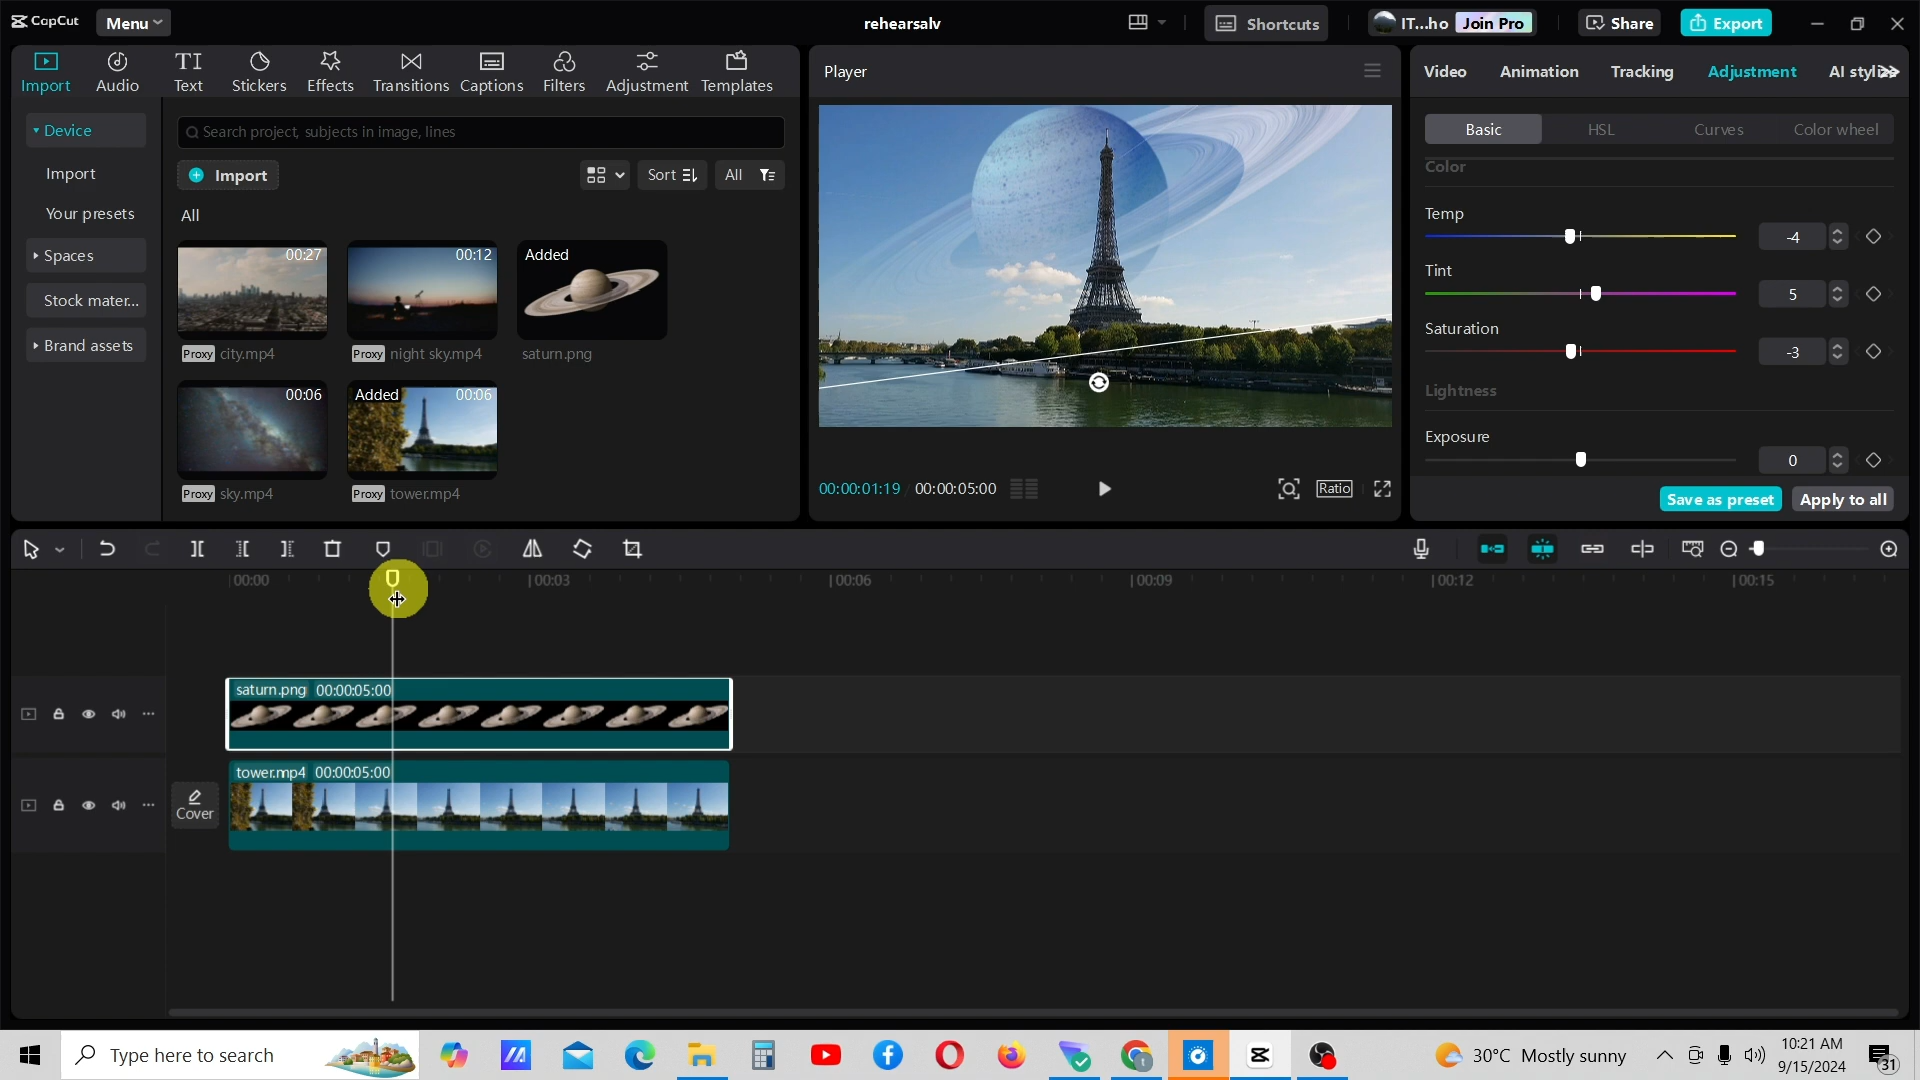 CapCut
Menu
rehearsalv
Shortcuts
IT...ho
Join Pro
Share
Export
Import
Audio
Text
Stickers
Effects
Transitions
Captions
Filters
Adjustment
Templates
Device
Import
Your presets
Spaces
Stock mater...
Brand assets
Search project, subjects in image, lines
Import
Sort
All
All
00:27
Proxy city.mp4
00:12
Proxy night sky.mp4
Added
saturn.png
00:06
Proxy sky.mp4
Added
00:06
Proxy tower.mp4
Player
00:00:01:19
00:00:05:00
Ratio
Video
Animation
Tracking
Adjustment
AI styli
Basic
HSL
Curves
Color wheel
Color
Temp
-4
Tint
5
Saturation
-3
Lightness
Exposure
0
Save as preset
Apply to all
00:00
00:03
00:06
00:09
00:12
00:15
saturn.png 00:00:05:00
tower.mp4 00:00:05:00
Cover
Type here to search
30°C Mostly sunny
10:21 AM
9/15/2024
31